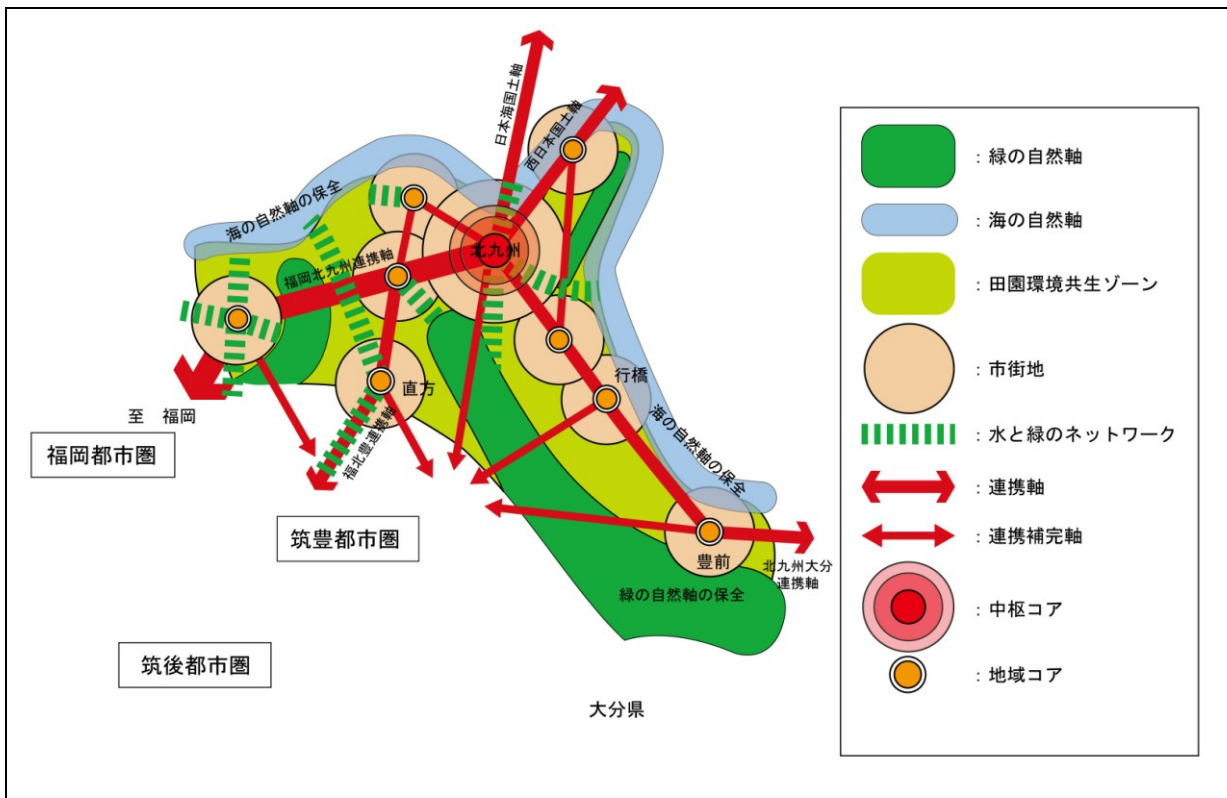 日本海国土軸
西日本国土軸
海の自然軸の保全
北九州
福岡北九州連携軸
行橋
直方
至　福岡
福岡都市圏
福北豊連携軸
海の自然軸の保全
筑豊都市圏
豊前
北九州大分
連携軸
緑の自然軸の保全
筑後都市圏
大分県
：緑の自然軸
：海の自然軸
：田園環境共生ゾーン
：市街地
：水と緑のネットワーク
：連携軸
：連携補完軸
：中枢コア
：地域コア